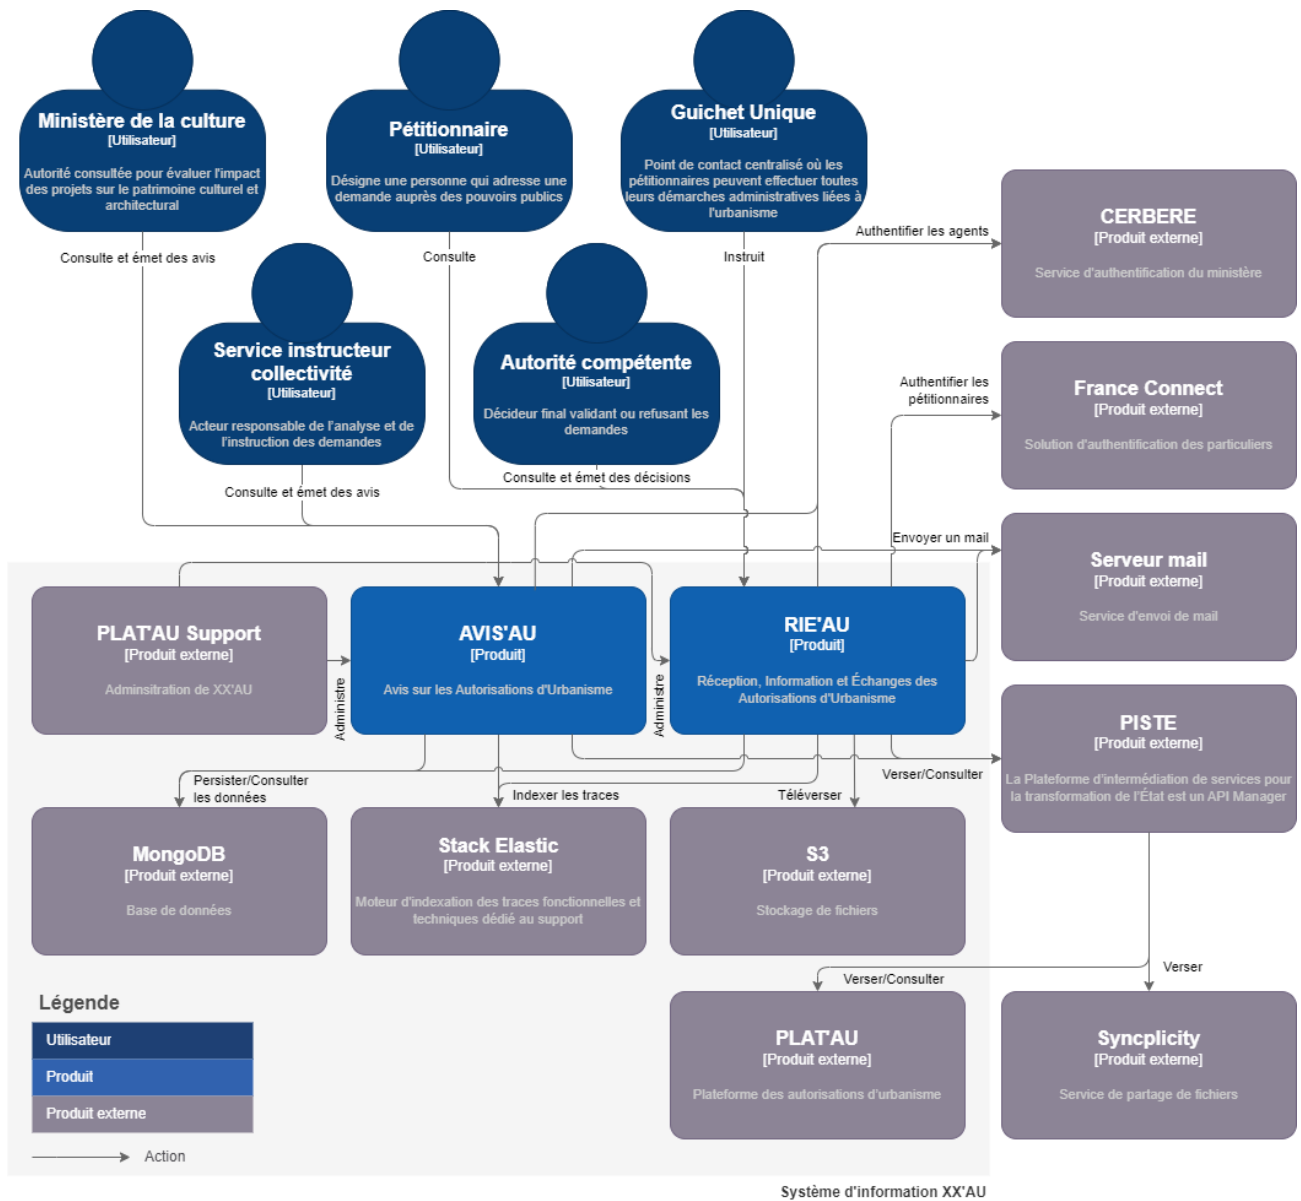 Ministère de la culture
[Utilisateur]
Autorité consultée pour évaluer l'impact
des projets sur le patrimoine culturel et
architectural
Pétitionnaire
[Utilisateur]
Désigne une personne qui adresse une
demande auprès des pouvoirs publics
Guichet Unique
[Utilisateur]
Point de contact centralisé où les
pétitionnaires peuvent effectuer toutes
leurs démarches administratives liées à
l'urbanisme
Consulte et émet des avis
Consulte
Instruit
Authentifier les agents
CERBERE
[Produit externe]
Service d'authentification du ministère
Service instructeur
collectivité
[Utilisateur]
Acteur responsable de l'analyse et de
l'instruction des demandes
Autorité compétente
[Utilisateur]
Décideur final validant ou refusant les
demandes
Authentifier les
pétitionnaires
France Connect
[Produit externe]
Solution d'authentification des particuliers
Consulte et émet des avis
Consulte et émet des décisions
Envoyer un mail
Serveur mail
[Produit externe]
Service d'envoi de mail
PLAT'AU Support
[Produit externe]
Adminsitration de XX'AU
Administre
AVIS'AU
[Produit]
Avis sur les Autorisations d'Urbanisme
Administre
RIE'AU
[Produit]
Réception, Information et Échanges des
Autorisations d'Urbanisme
PISTE
[Produit externe]
La Plateforme d'intermédiation de services pour
la transformation de l'État est un API Manager
Persister/Consulter
les données
Indexer les traces
Téléverser
Verser/Consulter
MongoDB
[Produit externe]
Base de données
Stack Elastic
[Produit externe]
Moteur d'indexation des traces fonctionnelles et
techniques dédié au support
S3
[Produit externe]
Stockage de fichiers
Verser/Consulter
Verser
PLAT'AU
[Produit externe]
Plateforme des autorisations d'urbanisme
Syncplicity
[Produit externe]
Service de partage de fichiers
Légende
Utilisateur
Produit
Produit externe
Action
Système d'information XX'AU